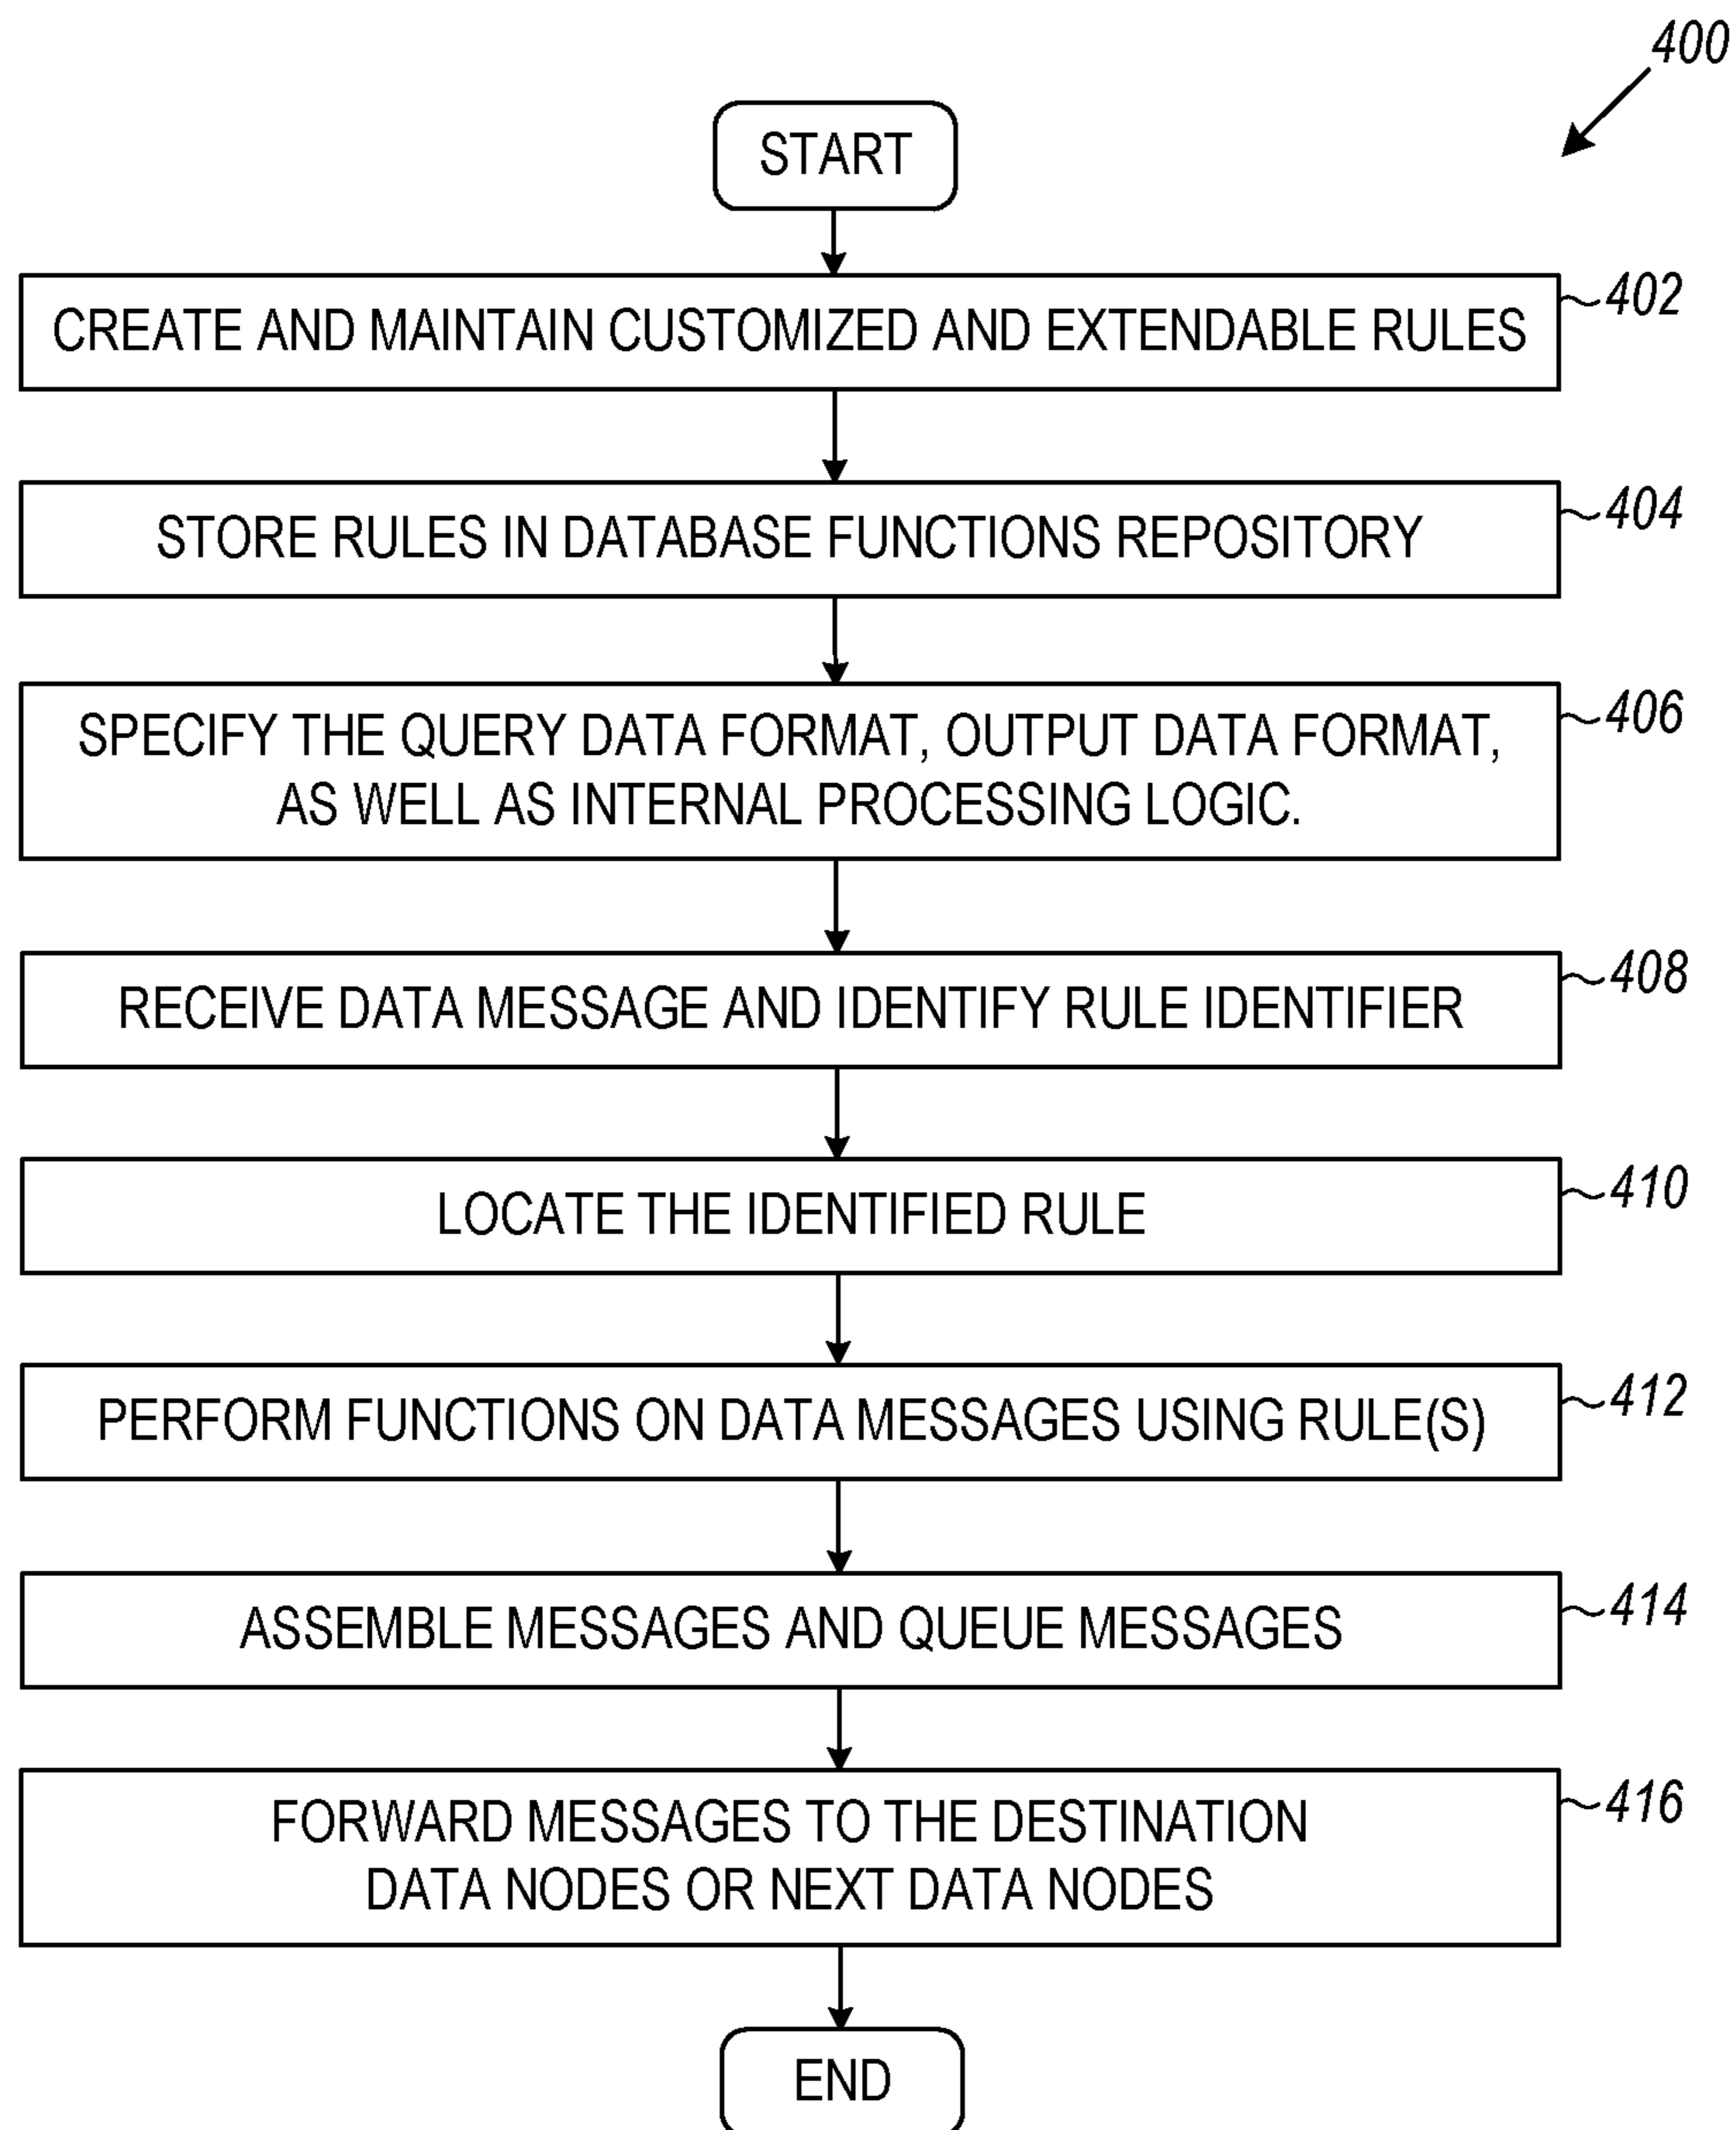 400
START
CREATE AND MAINTAIN CUSTOMIZED AND EXTENDABLE RULES
402
STORE RULES IN DATABASE FUNCTIONS REPOSITORY
404
SPECIFY THE QUERY DATA FORMAT, OUTPUT DATA FORMAT,
AS WELL AS INTERNAL PROCESSING LOGIC.
406
RECEIVE DATA MESSAGE AND IDENTIFY RULE IDENTIFIER
408
LOCATE THE IDENTIFIED RULE
410
PERFORM FUNCTIONS ON DATA MESSAGES USING RULE(S)
412
ASSEMBLE MESSAGES AND QUEUE MESSAGES
414
FORWARD MESSAGES TO THE DESTINATION
DATA NODES OR NEXT DATA NODES
416
END